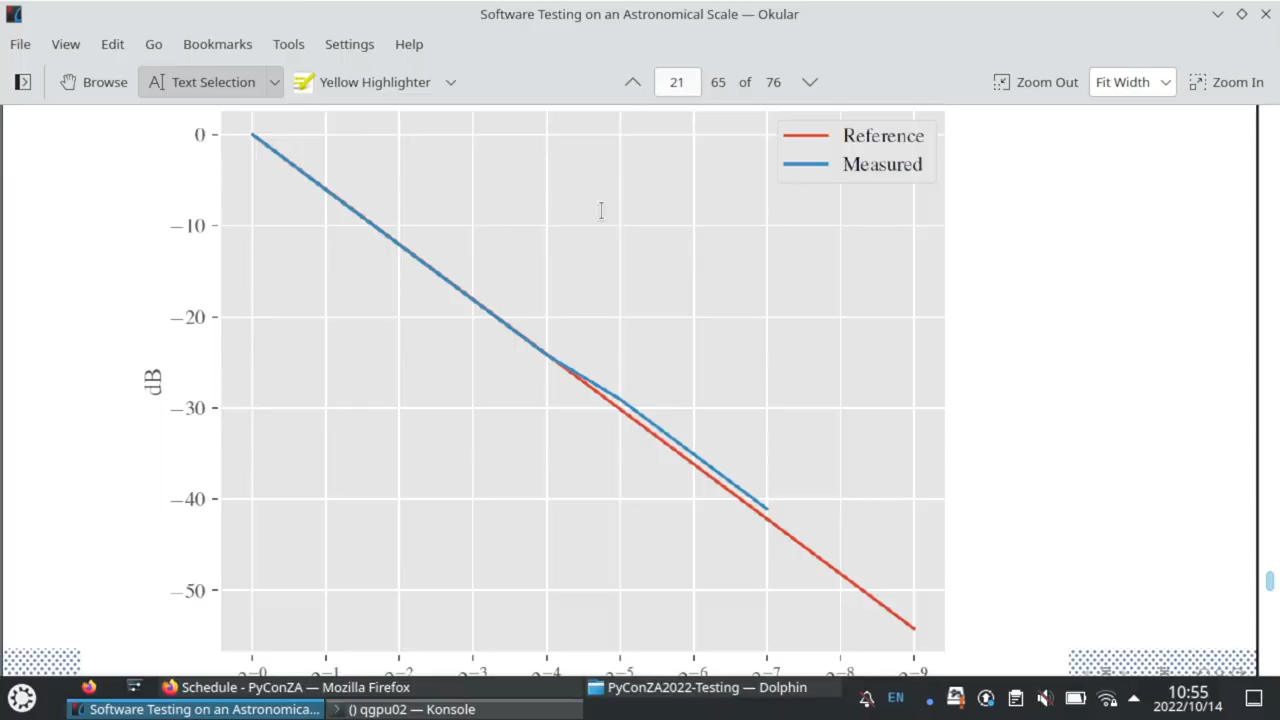 Software Testing on an Astronomical Scale — Okular
File View Edit Go Bookmarks Tools Settings Help
Browse Text Selection Yellow Highlighter 21 65 of 76 Zoom Out Fit Width Zoom In
0
Reference
Measured
−10
−20
dB
−30
−40
−50
2−0 2−1 2−2 2−3 2−4 2−5 2−6 2−7 2−8 2−9
Schedule - PyConZA — Mozilla Firefox
PyConZA2022-Testing — Dolphin
Software Testing on an Astronomica...
() qgpu02 — Konsole
EN
10:55
2022/10/14